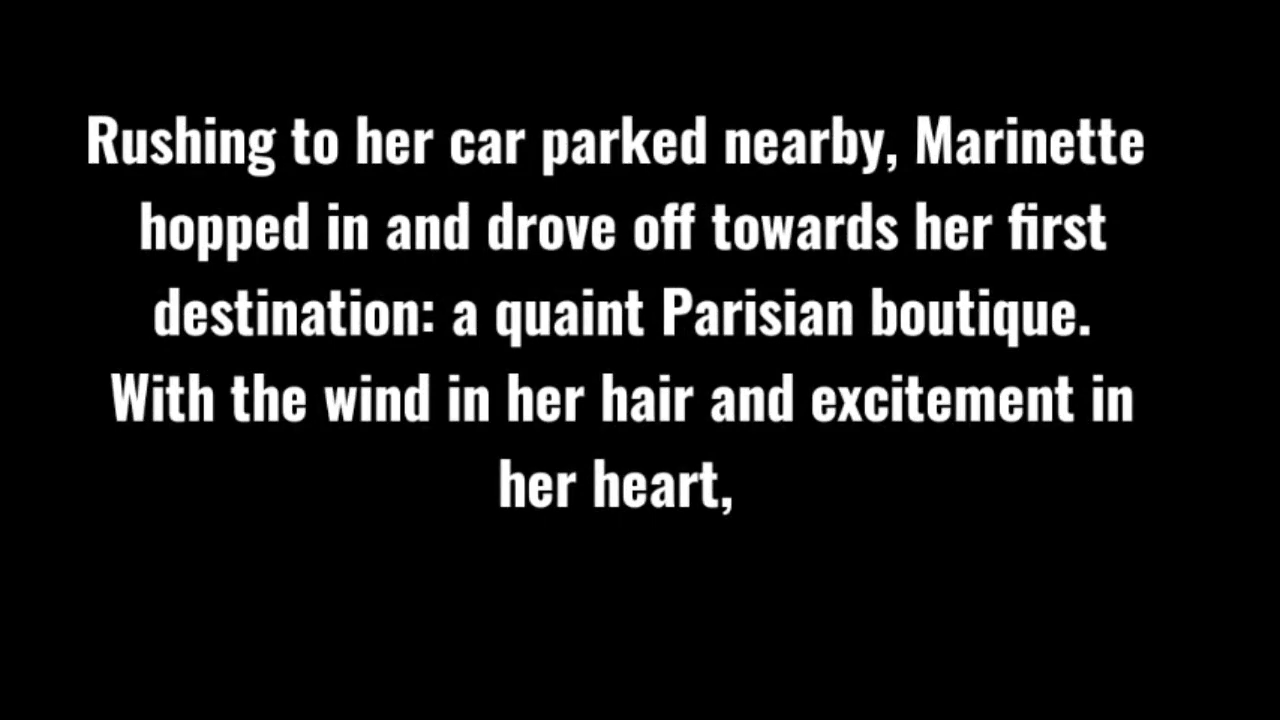 Rushing to her car parked nearby, Marinette
hopped in and drove off towards her first
destination: a quaint Parisian boutique.
With the wind in her hair and excitement in
her heart,